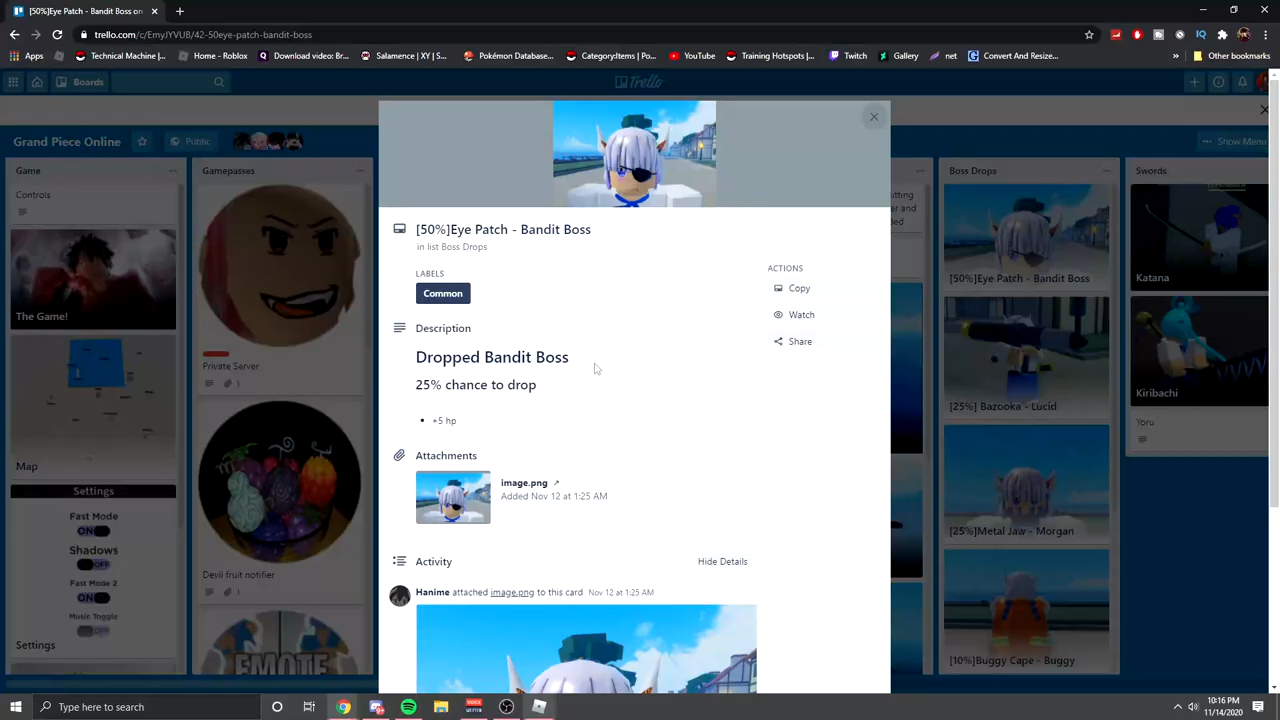 [50%]Eye Patch - Bandit Boss on
trello.com/c/EmyJYVUB/42-50eye-patch-bandit-boss
Apps
Technical Machine |...
Home - Roblox
Download video: Br...
Salamence | XY | S...
Pokémon Database...
Category:Items | Po...
YouTube
Training Hotspots |...
Twitch
Gallery
net
Convert And Resize...
»
Other bookmarks
Boards
Trello
Grand Piece Online
Public
Show Menu
Game
Controls
The Game!
Map
Settings
Fast Mode
ON
Shadows
OFF
Fast Mode 2
ON
Music Toggle
OFF
Settings
Gamepasses
Private Server
1
Devil fruit notifier
1
EMOTE
[50%]Eye Patch - Bandit Boss
in list Boss Drops
LABELS
Common
Description
Dropped Bandit Boss
25% chance to drop
+5 hp
Attachments
image.png ↗
Added Nov 12 at 1:25 AM
Activity
Hide Details
Hanime attached image.png to this card Nov 12 at 1:25 AM
ACTIONS
Copy
Watch
Share
Boss Drops
[50%]Eye Patch - Bandit Boss
[25%] Bazooka - Lucid
[25%]Metal Jaw - Morgan
[10%]Buggy Cape - Buggy
Swords
Katana
Kiribachi
Yoru
Type here to search
10:16 PM
11/14/2020